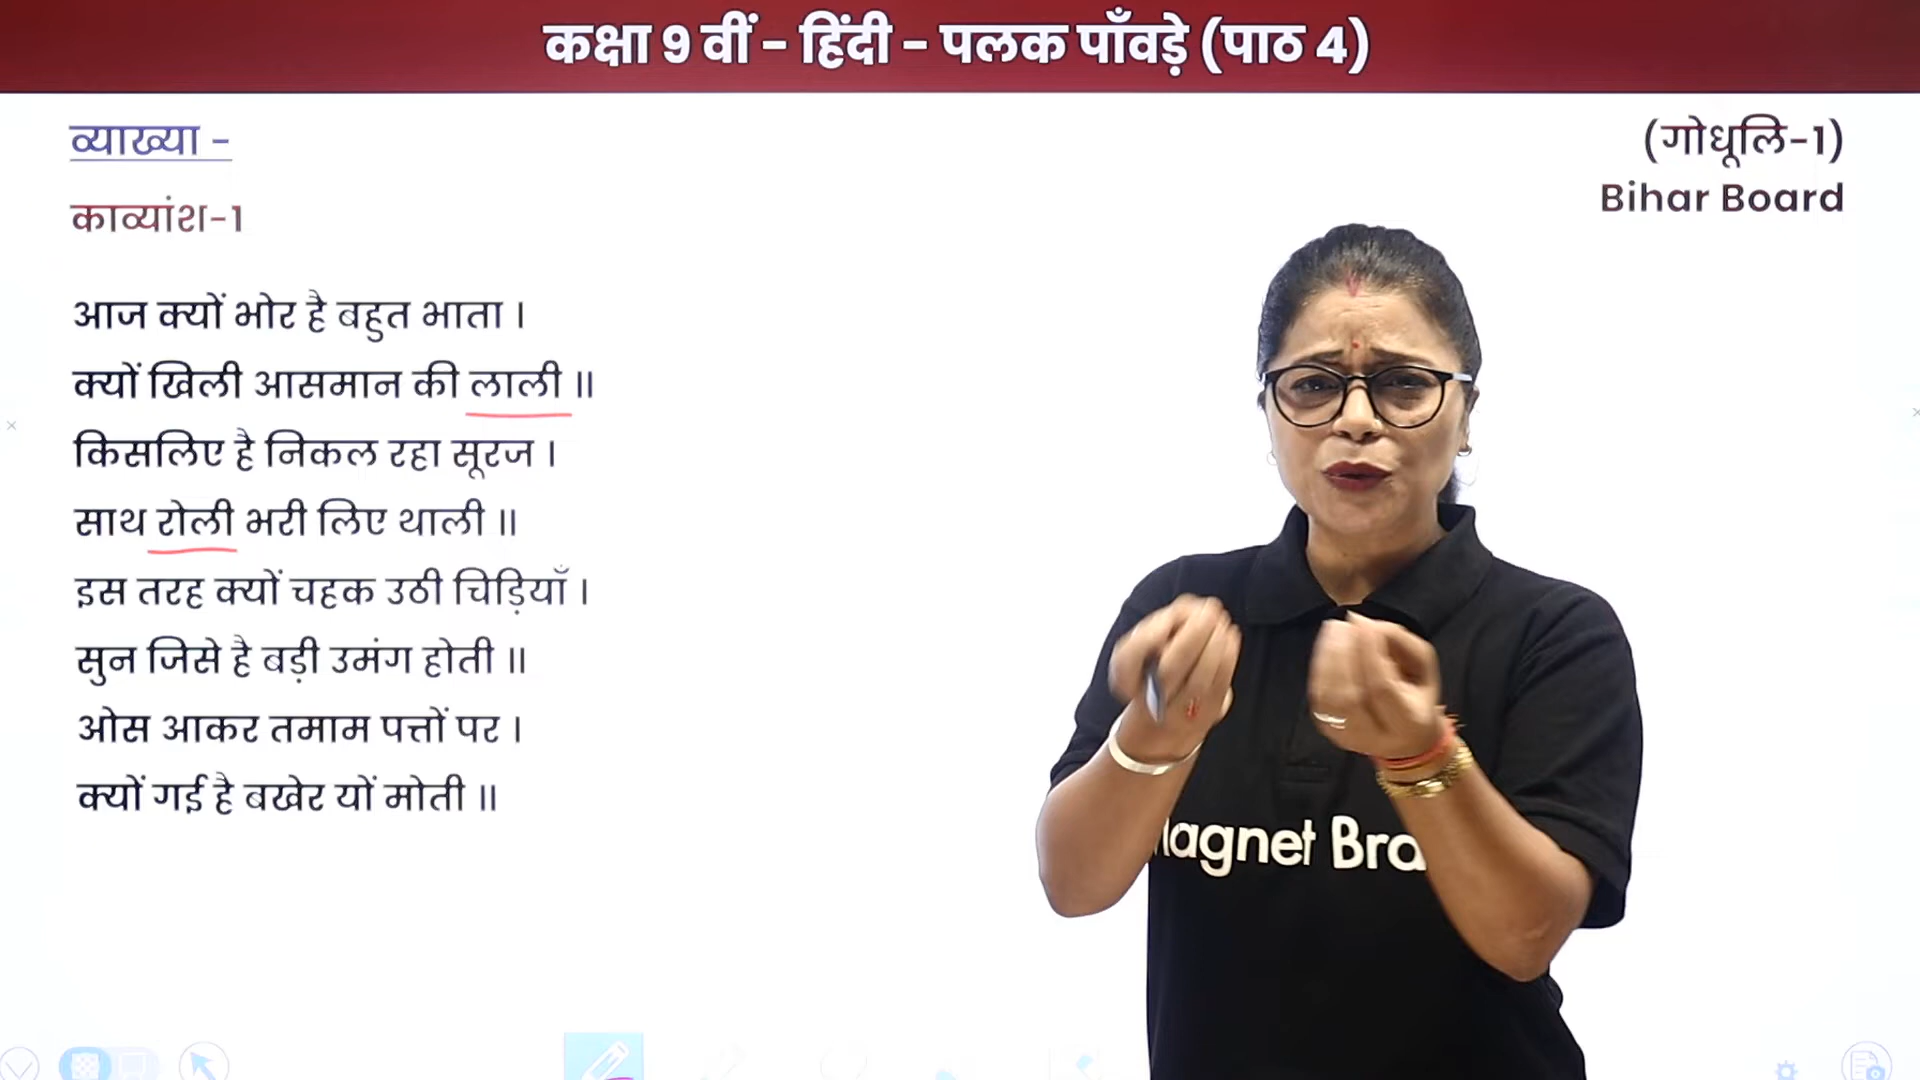 कक्षा 9 वीं - हिंदी - पलक पाँवड़े (पाठ 4)
व्याख्या -
(गोधूलि-1)
Bihar Board
काव्यांश-1
आज क्यों भोर है बहुत भाता ।
क्यों खिली आसमान की लाली ॥
किसलिए है निकल रहा सूरज ।
साथ रोली भरी लिए थाली ॥
इस तरह क्यों चहक उठी चिड़ियाँ ।
सुन जिसे है बड़ी उमंग होती ॥
ओस आकर तमाम पत्तों पर ।
क्यों गई है बखेर यों मोती ॥
agnet Bra